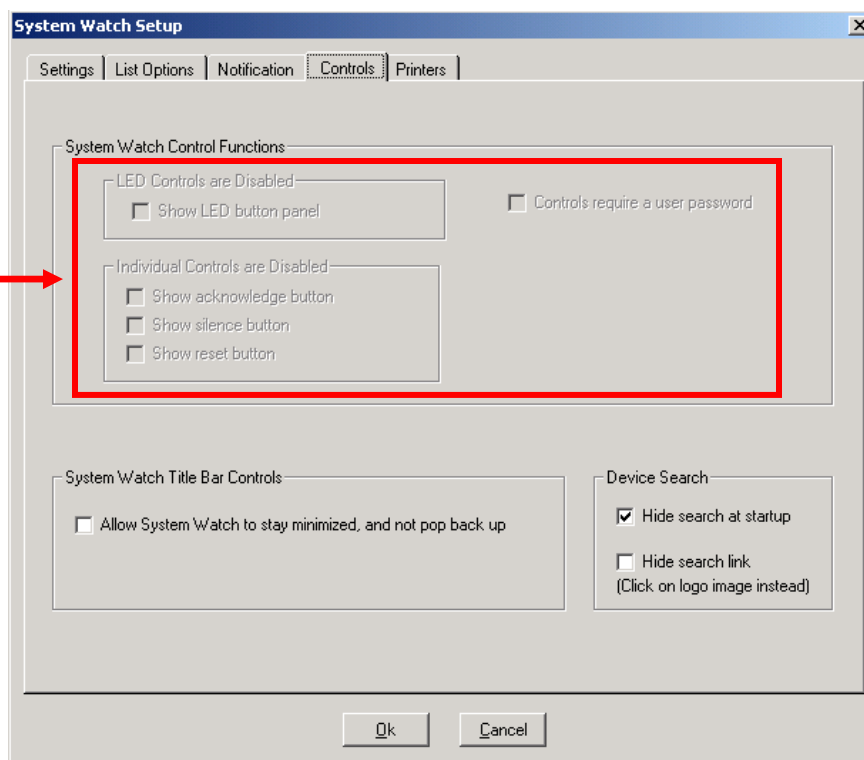 System Watch Setup
Settings List Options Notification Controls Printers
System Watch Control Functions
LED Controls are Disabled
Show LED button panel
Controls require a user password
Individual Controls are Disabled
Show acknowledge button
Show silence button
Show reset button
System Watch Title Bar Controls
Allow System Watch to stay minimized, and not pop back up
Device Search
Hide search at startup
Hide search link
(Click on logo image instead)
Ok Cancel